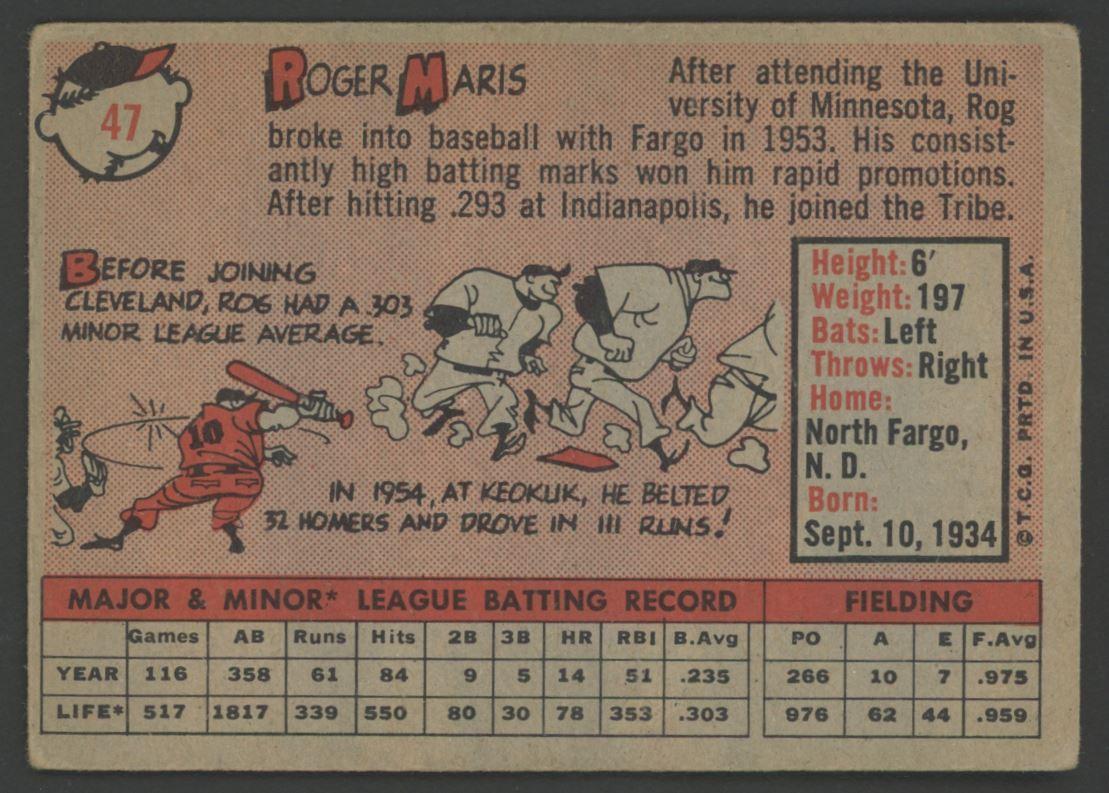 47
ROGER MARIS
After attending the Uni-
versity of Minnesota, Rog
broke into baseball with Fargo in 1953. His consist-
antly high batting marks won him rapid promotions.
After hitting .293 at Indianapolis, he joined the Tribe.
BEFORE JOINING
CLEVELAND, ROG HAD A .303
MINOR LEAGUE AVERAGE.
10
IN 1954, AT KEOKUK, HE BELTED
32 HOMERS AND DROVE IN 111 RUNS!
Height: 6′
Weight: 197
Bats: Left
Throws: Right
Home:
North Fargo,
N. D.
Born:
Sept. 10, 1934
© T.C.G. PRTD. IN U.S.A.
MAJOR & MINOR* LEAGUE BATTING RECORD FIELDING
Games AB Runs Hits 2B 3B HR RBI B.Avg PO A E F.Avg
YEAR 116 358 61 84 9 5 14 51 .235 266 10 7 .975
LIFE* 517 1817 339 550 80 30 78 353 .303 976 62 44 .959